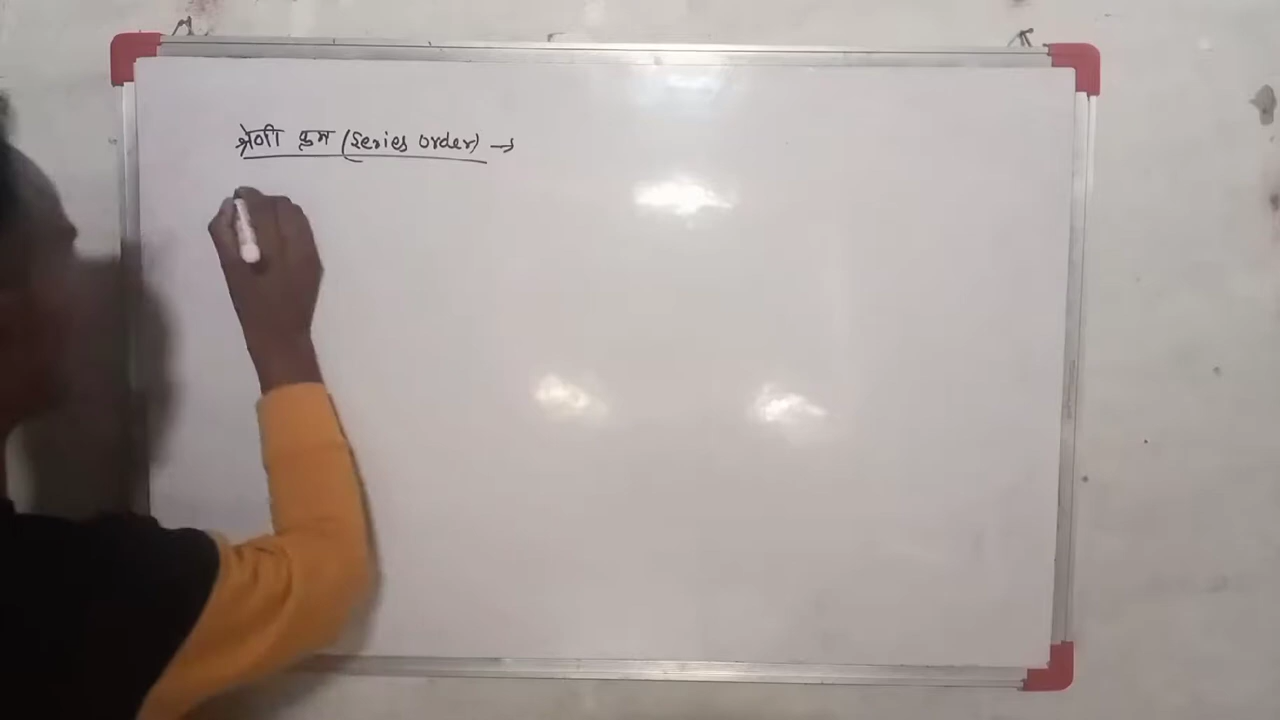 श्रेणी क्रम (Series order) →